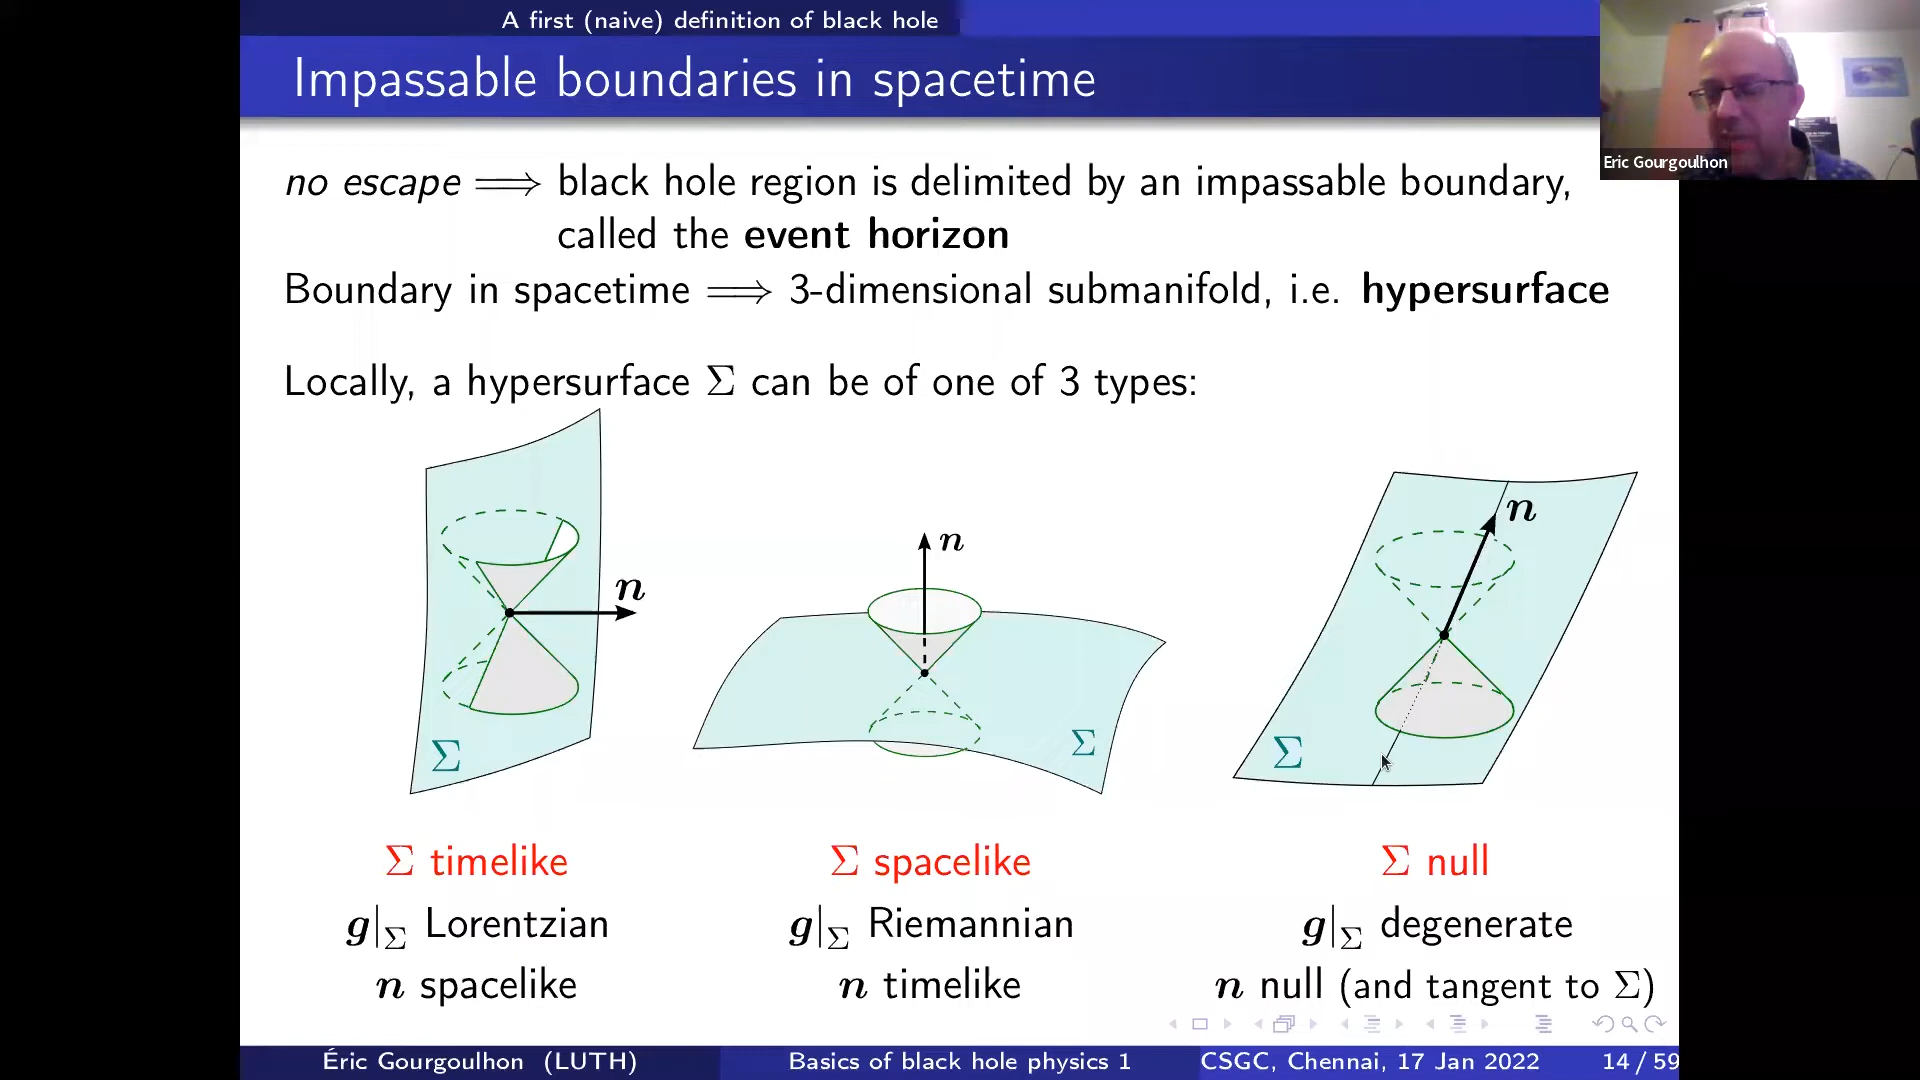 A first (naive) definition of black hole
Impassable boundaries in spacetime
Eric Gourgoulhon
no escape ⟹ black hole region is delimited by an impassable boundary,
called the event horizon
Boundary in spacetime ⟹ 3-dimensional submanifold, i.e. hypersurface
Locally, a hypersurface Σ can be of one of 3 types:
n
Σ
n
Σ
n
Σ
Σ timelike
g|Σ Lorentzian
n spacelike
Σ spacelike
g|Σ Riemannian
n timelike
Σ null
g|Σ degenerate
n null (and tangent to Σ)
Éric Gourgoulhon (LUTH)
Basics of black hole physics 1
CSGC, Chennai, 17 Jan 2022
14 / 59